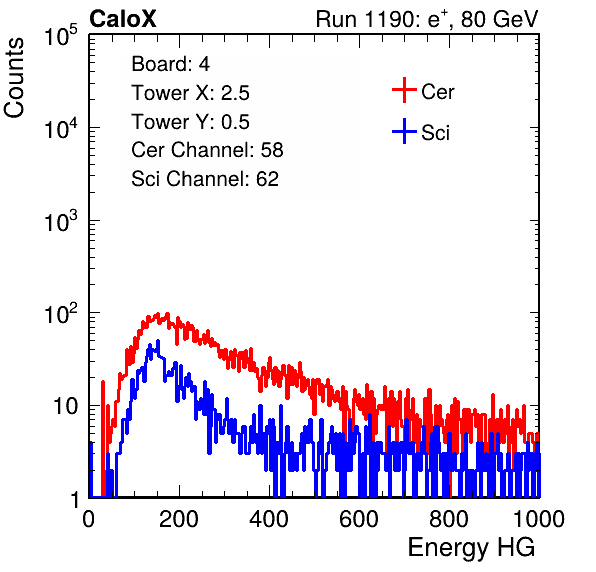 CaloX Run 1190: e⁺, 80 GeV
Counts
10⁵
10⁴
10³
10²
10
1
Board: 4
Tower X: 2.5
Tower Y: 0.5
Cer Channel: 58
Sci Channel: 62
Cer
Sci
0 200 400 600 800 1000
Energy HG